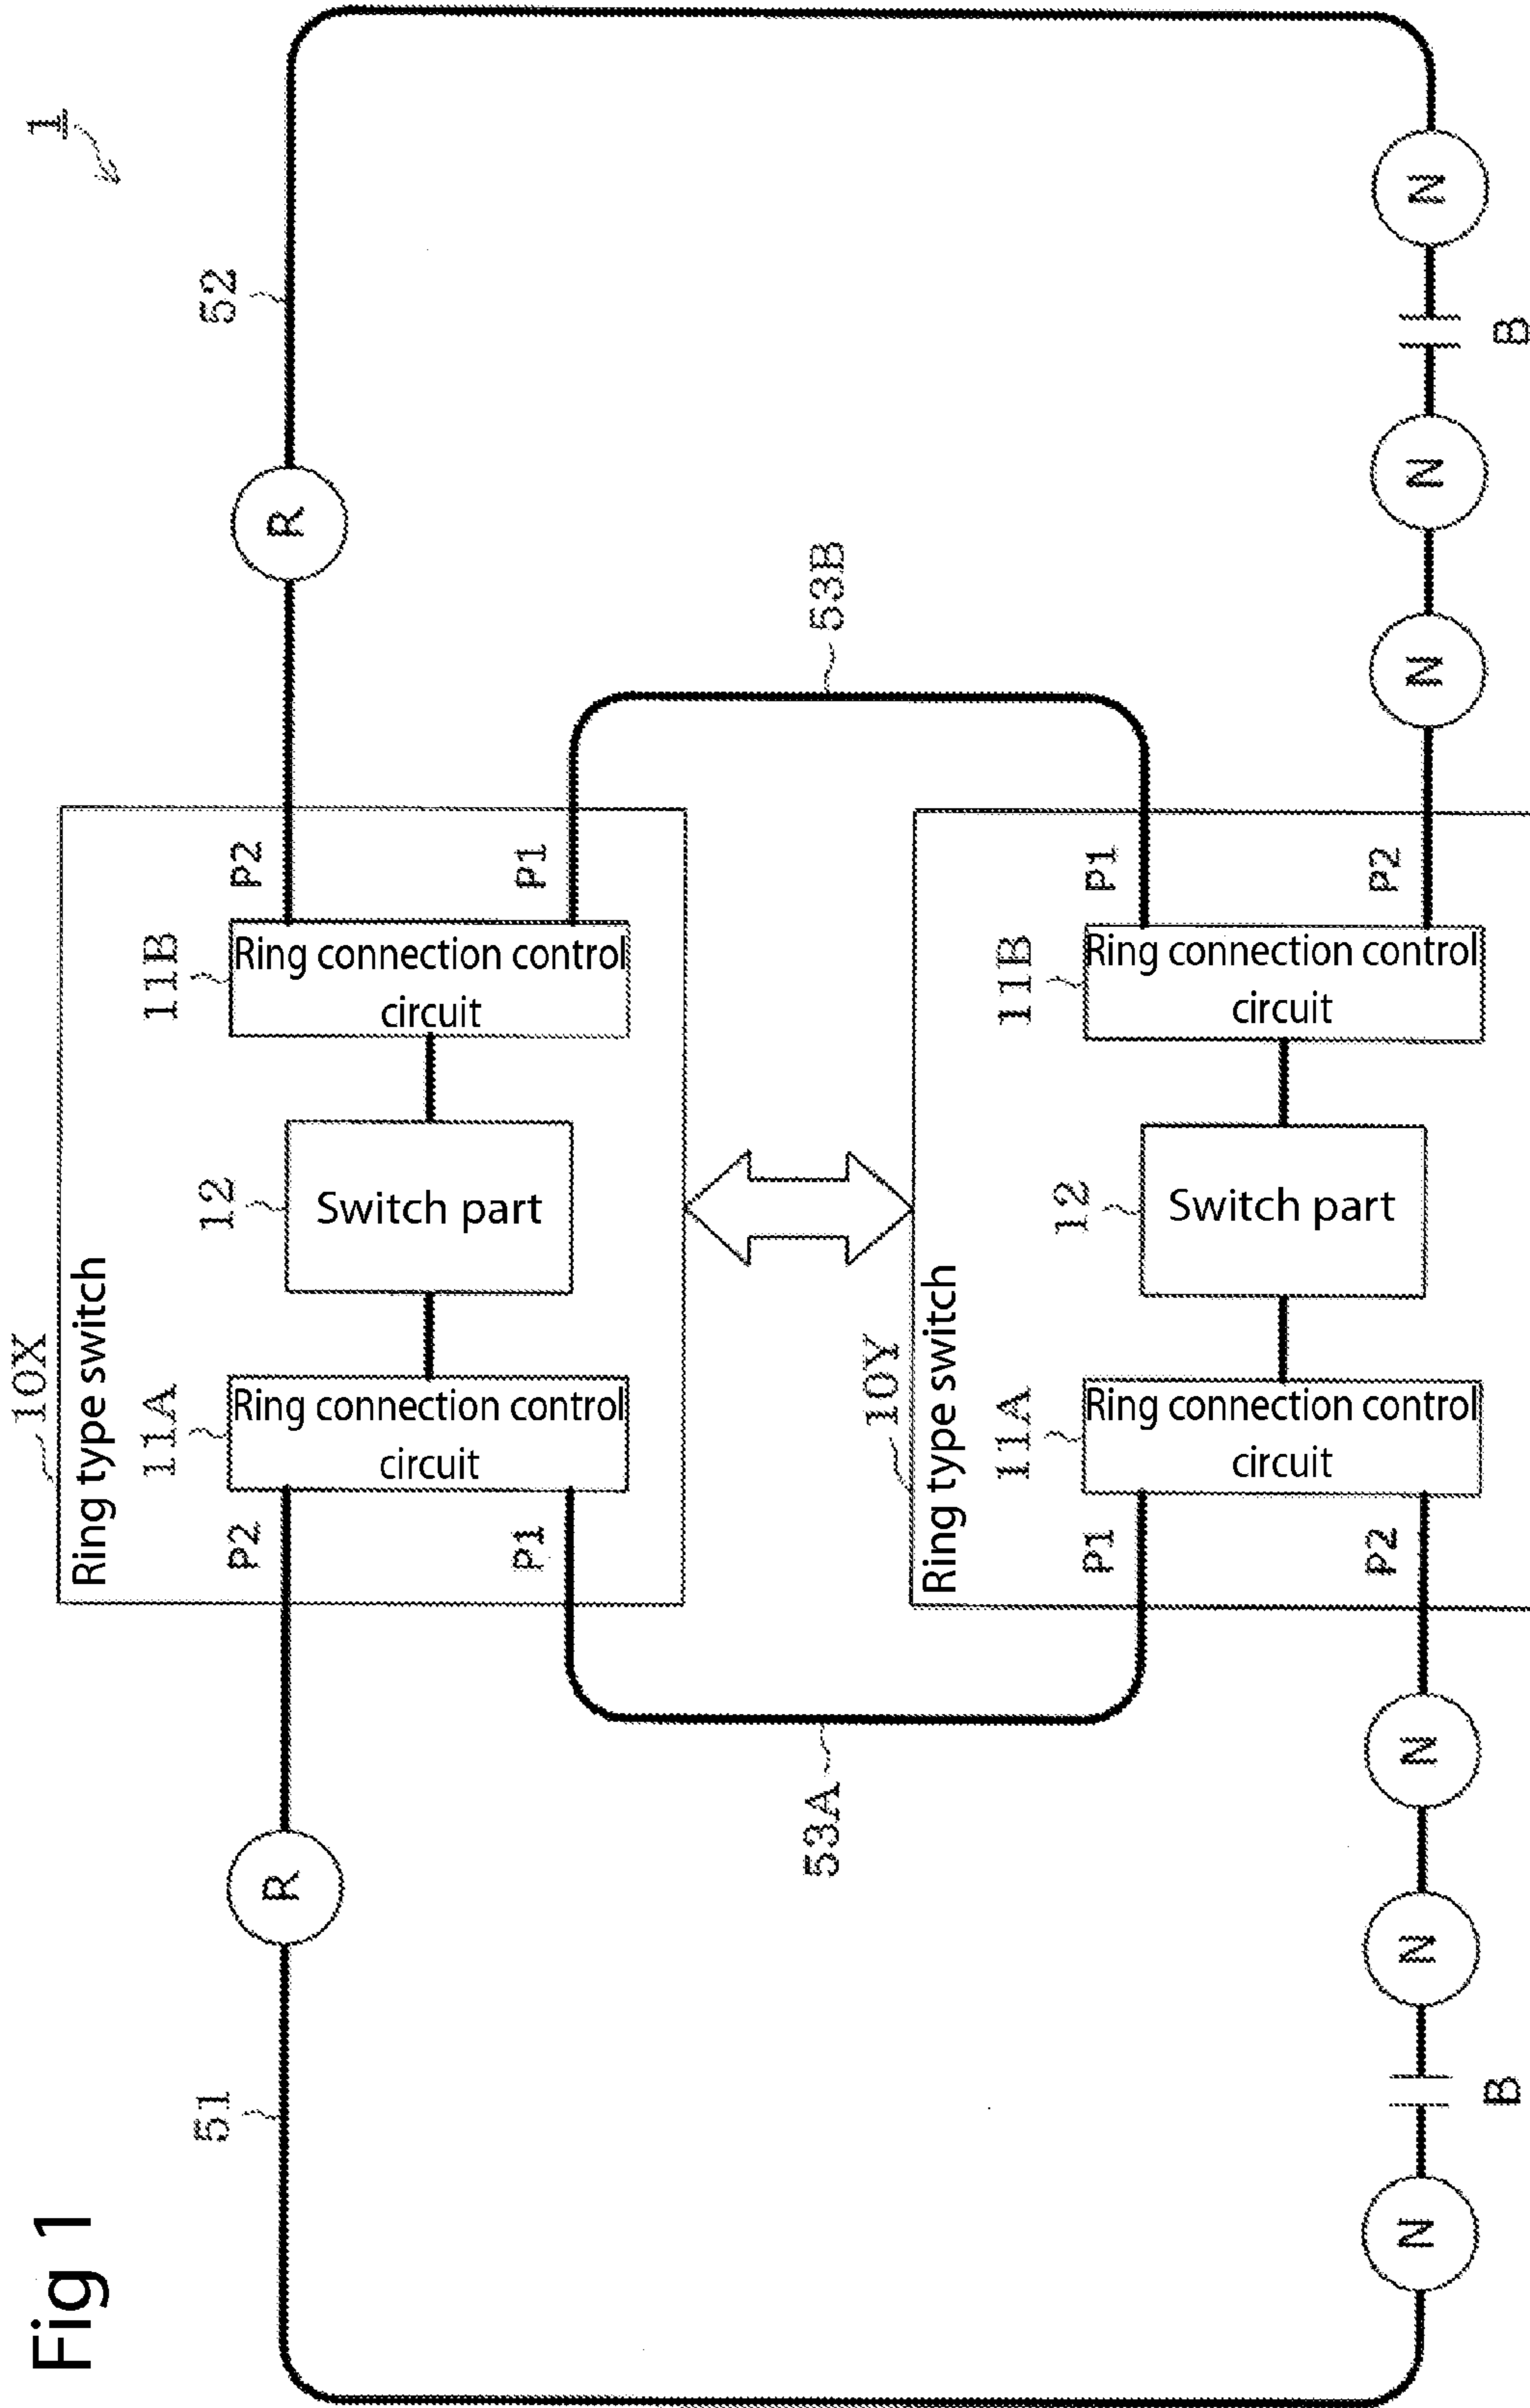 Fig 1
1
10X
Ring type switch
11A
Ring connection control
circuit
12
Switch part
11B
Ring connection control
circuit
P2
P1
P2
P1
51
R
R
52
53A
53B
10Y
Ring type switch
11A
Ring connection control
circuit
12
Switch part
11B
Ring connection control
circuit
P1
P2
P1
P2
N
B
N
N
N
N
B
N